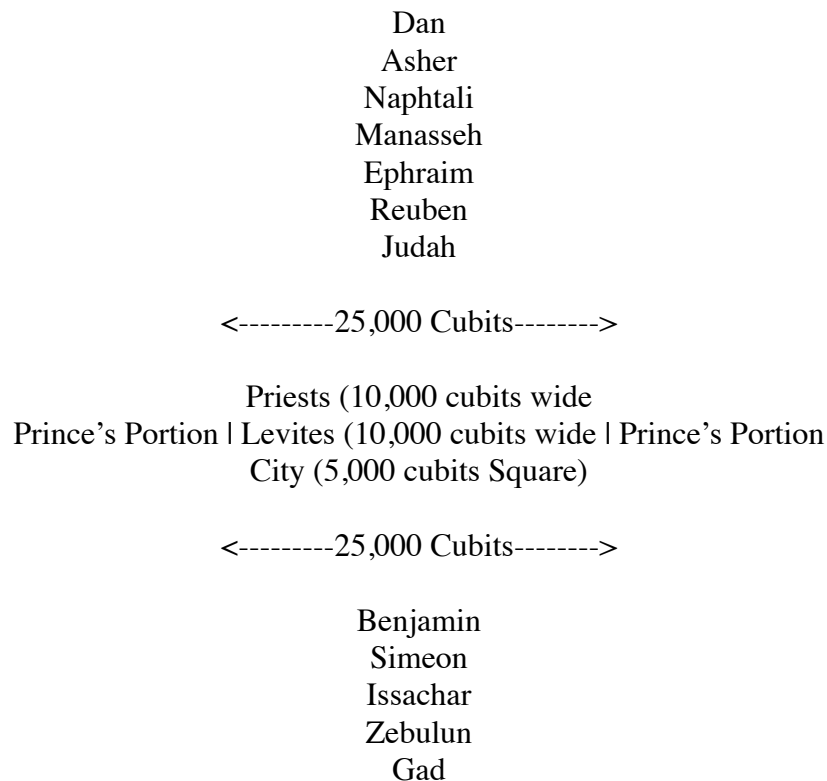 Dan
Asher
Naphtali
Manasseh
Ephraim
Reuben
Judah
<---------25,000 Cubits-------->
Priests (10,000 cubits wide
Prince’s Portion | Levites (10,000 cubits wide | Prince’s Portion
City (5,000 cubits Square)
<---------25,000 Cubits-------->
Benjamin
Simeon
Issachar
Zebulun
Gad